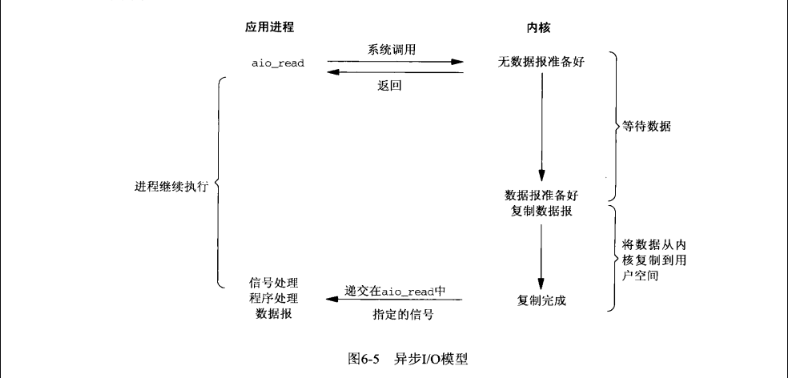 应用进程
内核
系统调用
aio_read
无数据报准备好
返回
等待数据
进程继续执行
数据报准备好
复制数据报
将数据从内
核复制到用
户空间
信号处理
程序处理
数据报
递交在aio_read中
指定的信号
复制完成
图6-5 异步I/O模型